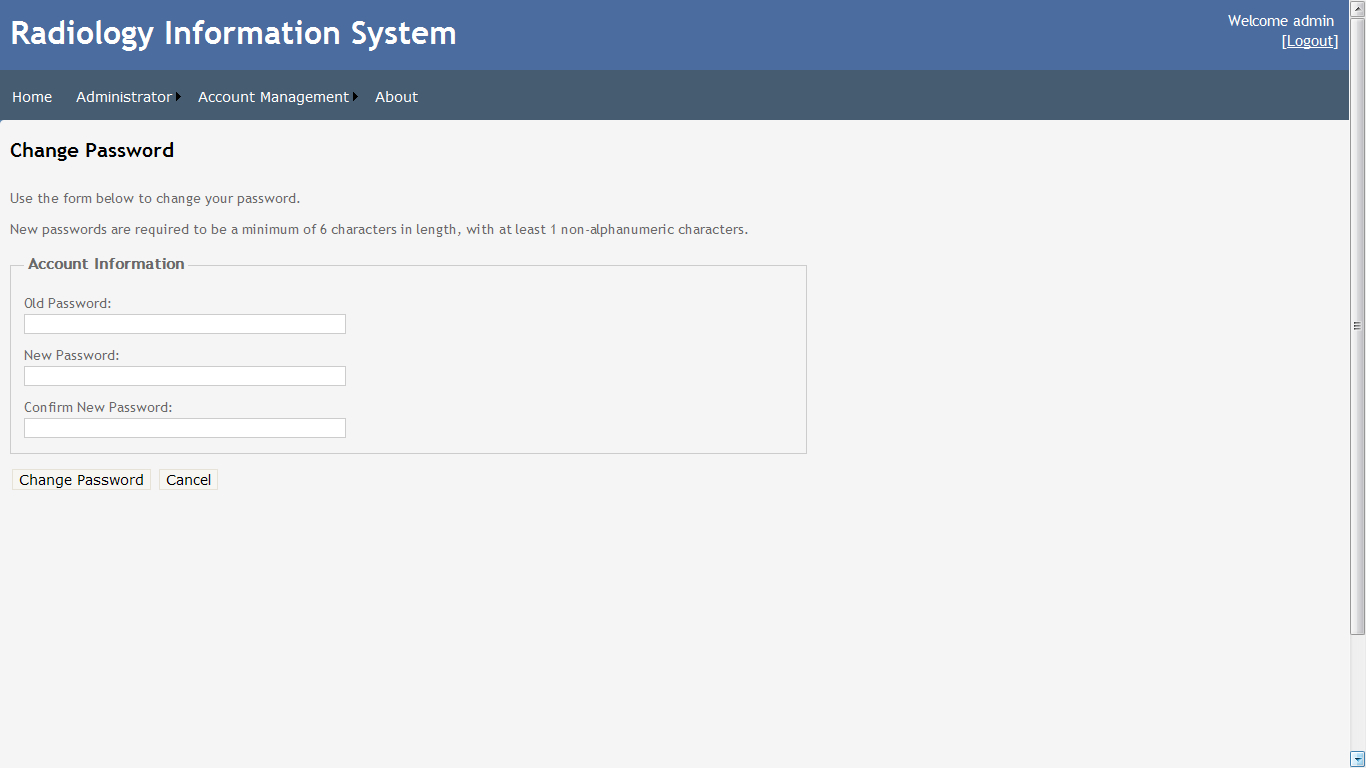 Radiology Information System
Welcome admin
[Logout]
Home Administrator Account Management About
Change Password
Use the form below to change your password.
New passwords are required to be a minimum of 6 characters in length, with at least 1 non-alphanumeric characters.
Account Information
Old Password:
New Password:
Confirm New Password:
Change Password Cancel